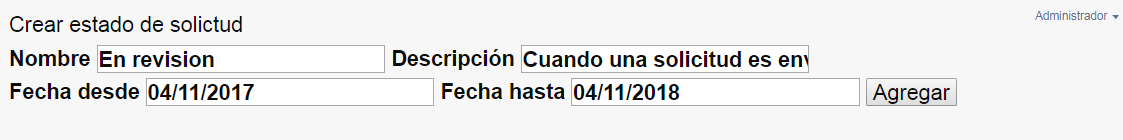 Administrador
Crear estado de solictud
Nombre En revision Descripción Cuando una solicitud es
Fecha desde 04/11/2017 Fecha hasta 04/11/2018 Agregar